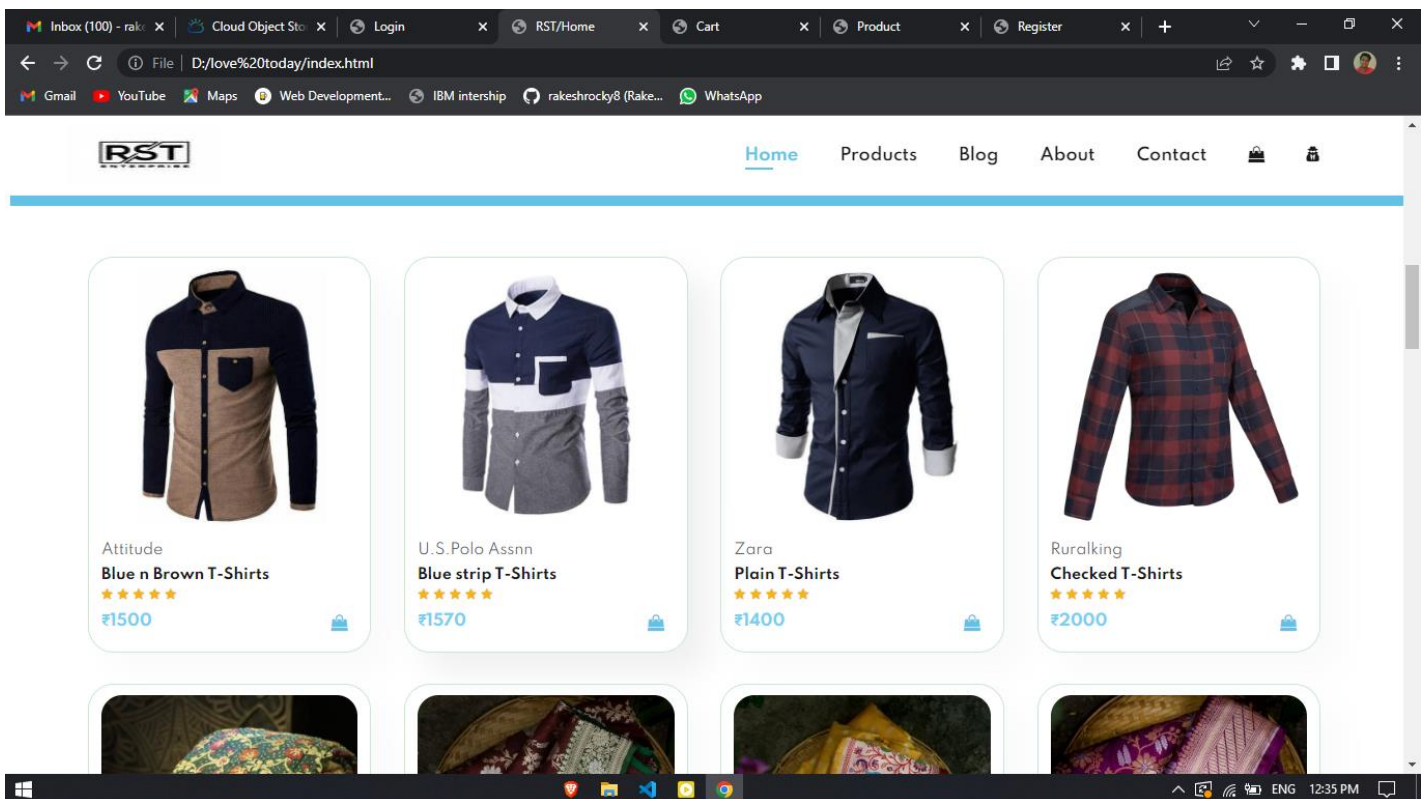 Inbox (100) - rake
Cloud Object Sto
Login
RST/Home
Cart
Product
Register
File
D:/love%20today/index.html
Gmail
YouTube
Maps
Web Development...
IBM intership
rakeshrocky8 (Rake...
WhatsApp
RST
ENTERPRISE
Home Products Blog About Contact
Attitude
Blue n Brown T-Shirts
₹1500
U.S.Polo Assnn
Blue strip T-Shirts
₹1570
Zara
Plain T-Shirts
₹1400
Ruralking
Checked T-Shirts
₹2000
ENG 12:35 PM